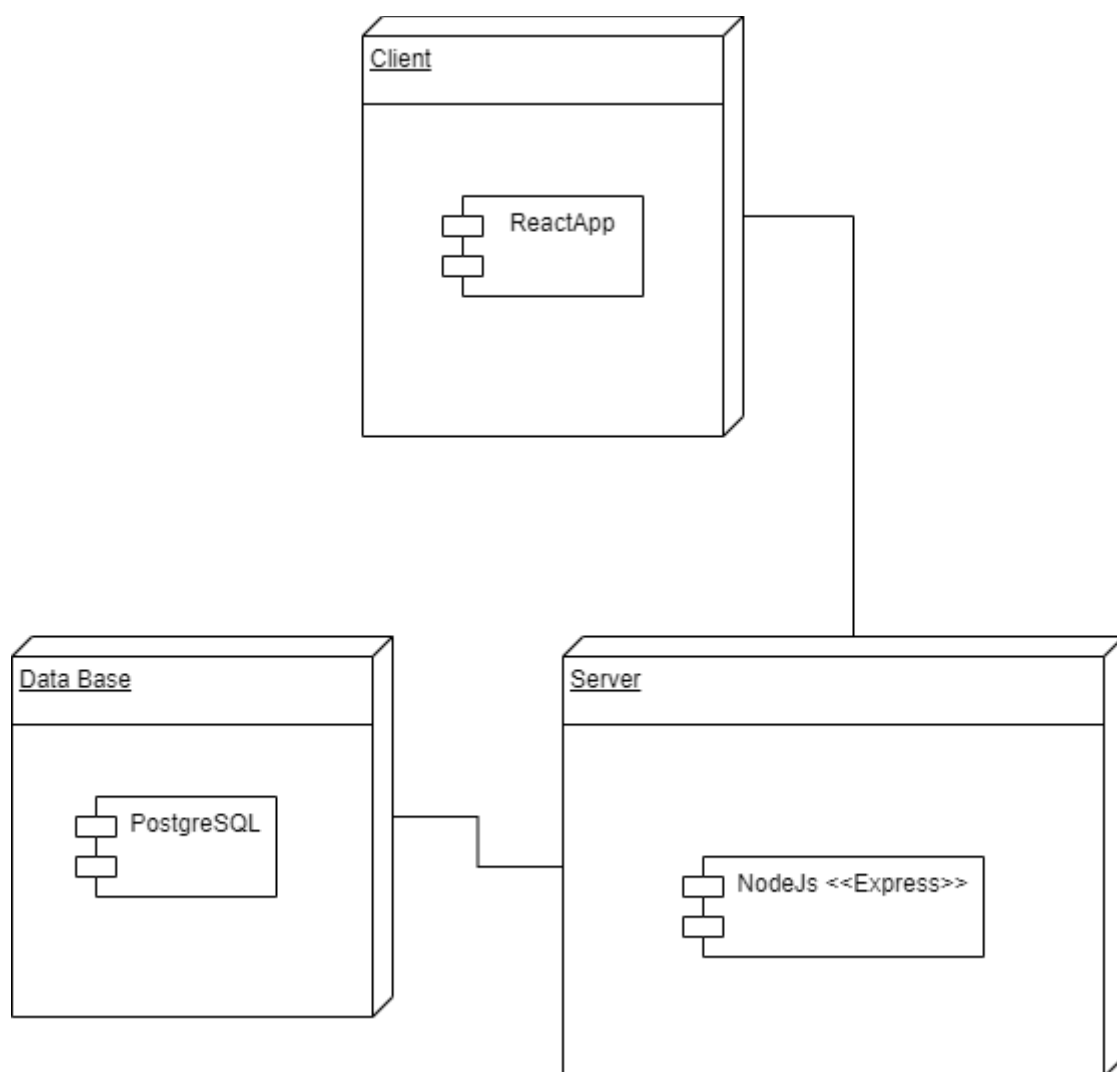 Client
ReactApp
Data Base
PostgreSQL
Server
NodeJs <<Express>>